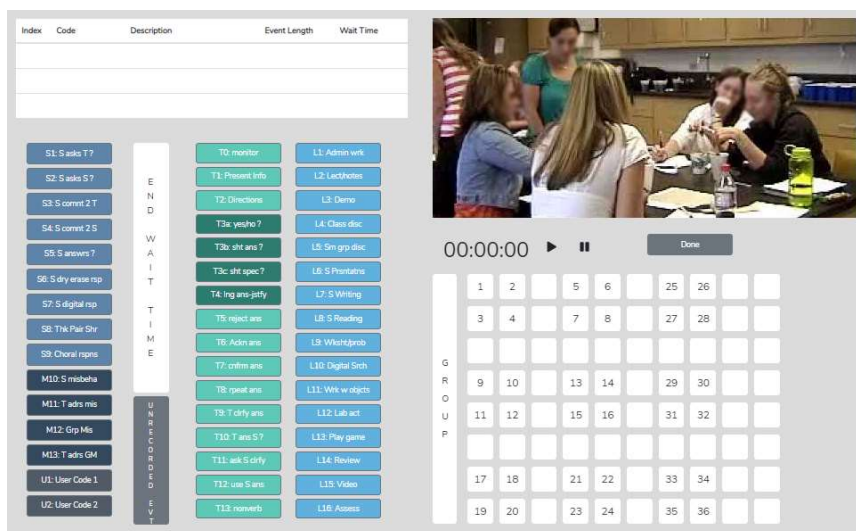 Index Code Description Event Length Wait Time
S1: S asks T ?
S2: S asks S ?
S3: S comnt 2 T
S4: S comnt 2 S
S5: S answrs ?
S6: S dry erase rsp
S7: S digital rsp
S8: Thk Pair Shr
S9: Choral rspns
M10: S misbeha
M11: T adrs mis
M12: Grp Mis
M13: T adrs GM
U1: User Code 1
U2: User Code 2
END WAIT TIME
UNRECORDED EVT
T0: monitor
T1: Present Info
T2: Directions
T3a: yes/no ?
T3b: sht ans ?
T3c: sht spec ?
T4: lng ans-jstfy
T5: reject ans
T6: Ackn ans
T7: cnfrm ans
T8: rpeat ans
T9: T clrfy ans
T10: T ans S ?
T11: ask S clrfy
T12: use S ans
T13: nonverb
L1: Admin wrk
L2: Lect/notes
L3: Demo
L4: Class disc
L5: Sm grp disc
L6: S Prsntatns
L7: S Writing
L8: S Reading
L9: Wksht/prob
L10: Digital Srch
L11: Wrk w objcts
L12: Lab act
L13: Play game
L14: Review
L15: Video
L16: Assess
00:00:00 Done
GROUP
1 2 5 6 25 26
3 4 7 8 27 28
9 10 13 14 29 30
11 12 15 16 31 32
17 18 21 22 33 34
19 20 23 24 35 36